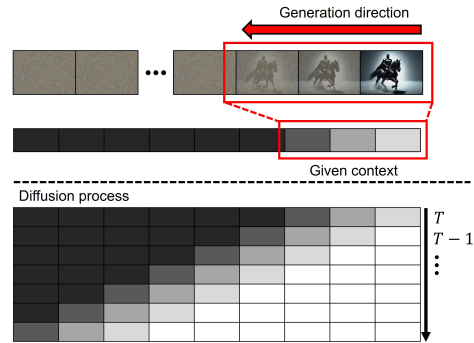 Generation direction
•••
Given context
Diffusion process
T
T − 1
⋮